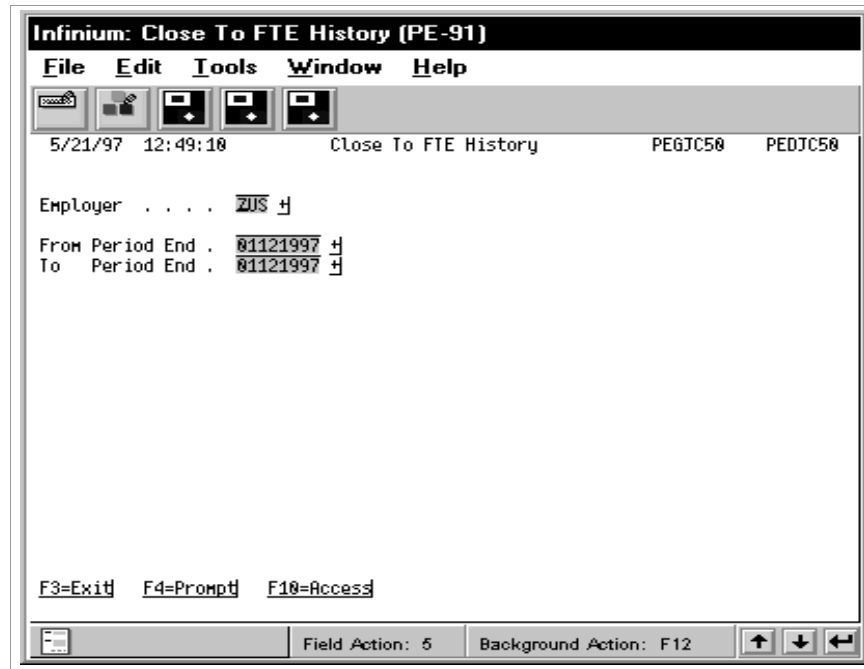 Infinium: Close To FTE History (PE-91)
File Edit Tools Window Help
5/21/97 12:49:10 Close To FTE History PEGJC50 PEDJC50
Employer . . . . ZUS +
From Period End . 01121997 +
To Period End . 01121997 +
F3=Exit F4=Prompt F10=Access
Field Action: 5 Background Action: F12